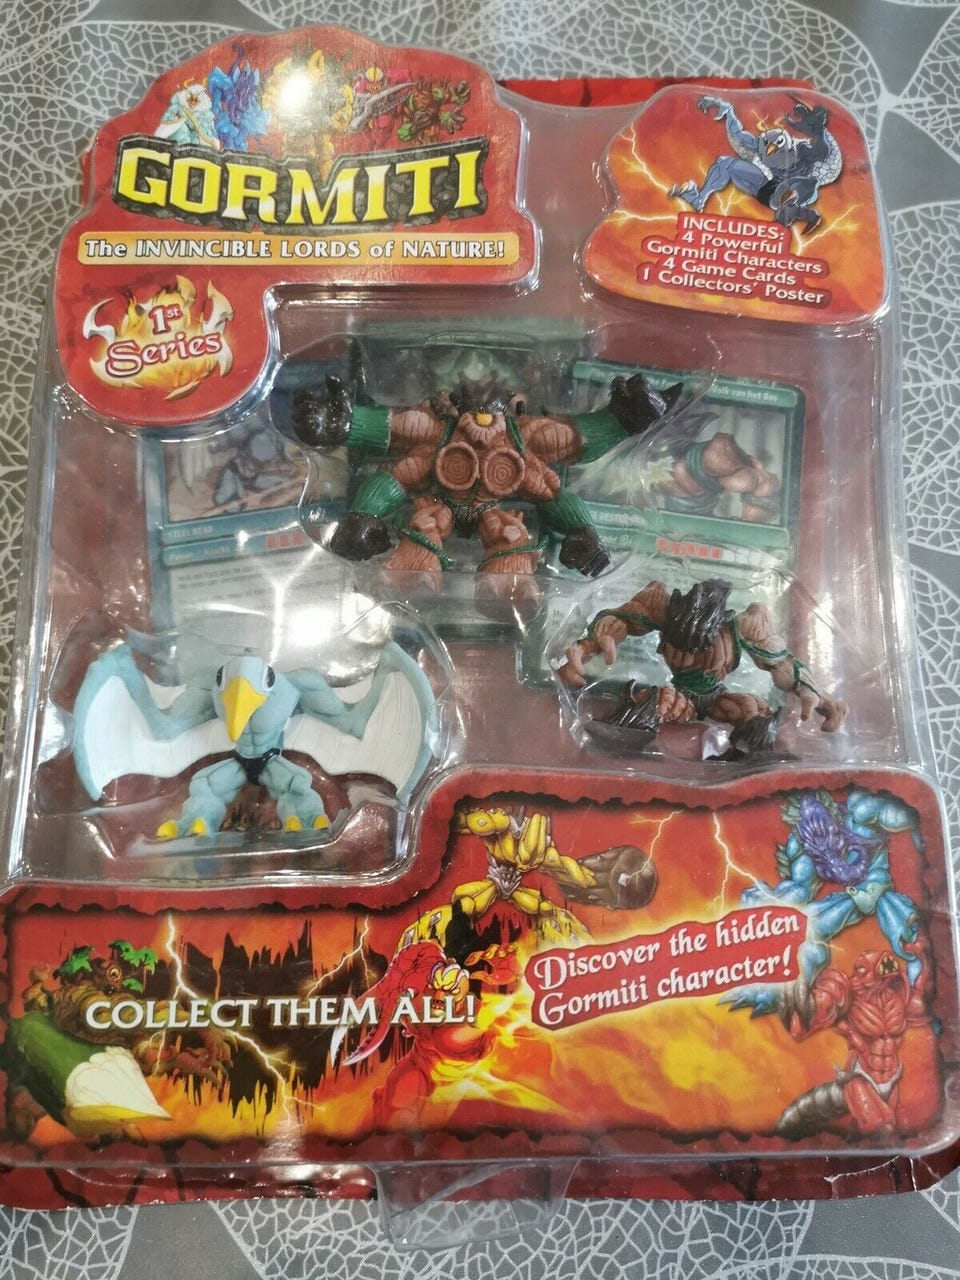 GORMITI
The INVINCIBLE LORDS of NATURE!
1st
Series
INCLUDES:
4 Powerful
Gormiti Characters
4 Game Cards
1 Collectors' Poster
Volk van het Bos
STEEL BEAK
COLLECT THEM ALL!
Discover the hidden
Gormiti character!